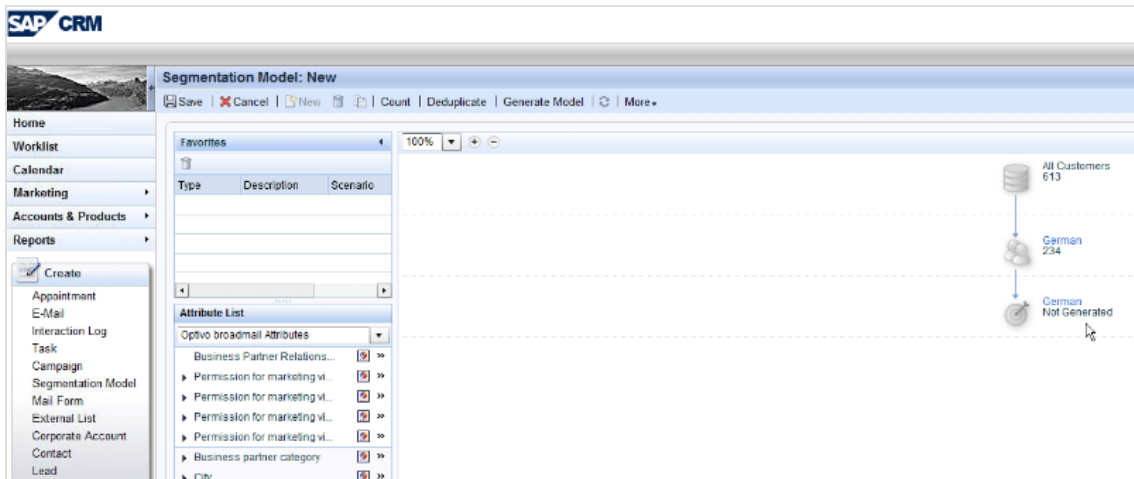 SAP CRM
Segmentation Model: New
Save | Cancel | New | Count | Deduplicate | Generate Model | More
Home
Worklist
Calendar
Marketing
Accounts & Products
Reports
Create
Appointment
E-Mail
Interaction Log
Task
Campaign
Segmentation Model
Mail Form
External List
Corporate Account
Contact
Lead
Favorites
Type Description Scenario
Attribute List
Optivo broadmail Attributes
Business Partner Relations...
Permission for marketing vi...
Permission for marketing vi...
Permission for marketing vi...
Permission for marketing vi...
Business partner category
City
100%
All Customers
613
German
234
German
Not Generated